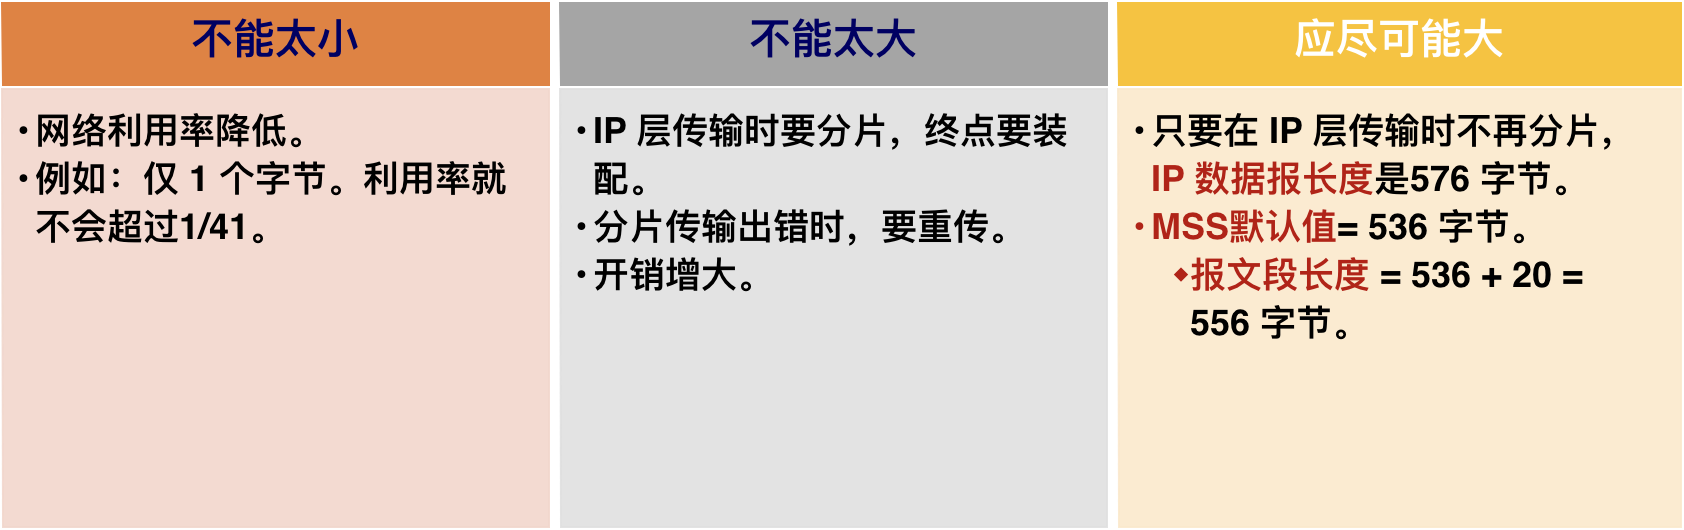 不能太小
•网络利用率降低。
•例如：仅 1 个字节。利用率就
不会超过1/41。
不能太大
•IP 层传输时要分片，终点要装
配。
•分片传输出错时，要重传。
•开销增大。
应尽可能大
•只要在 IP 层传输时不再分片，
IP 数据报长度是576 字节。
•MSS默认值= 536 字节。
◆报文段长度 = 536 + 20 =
556 字节。